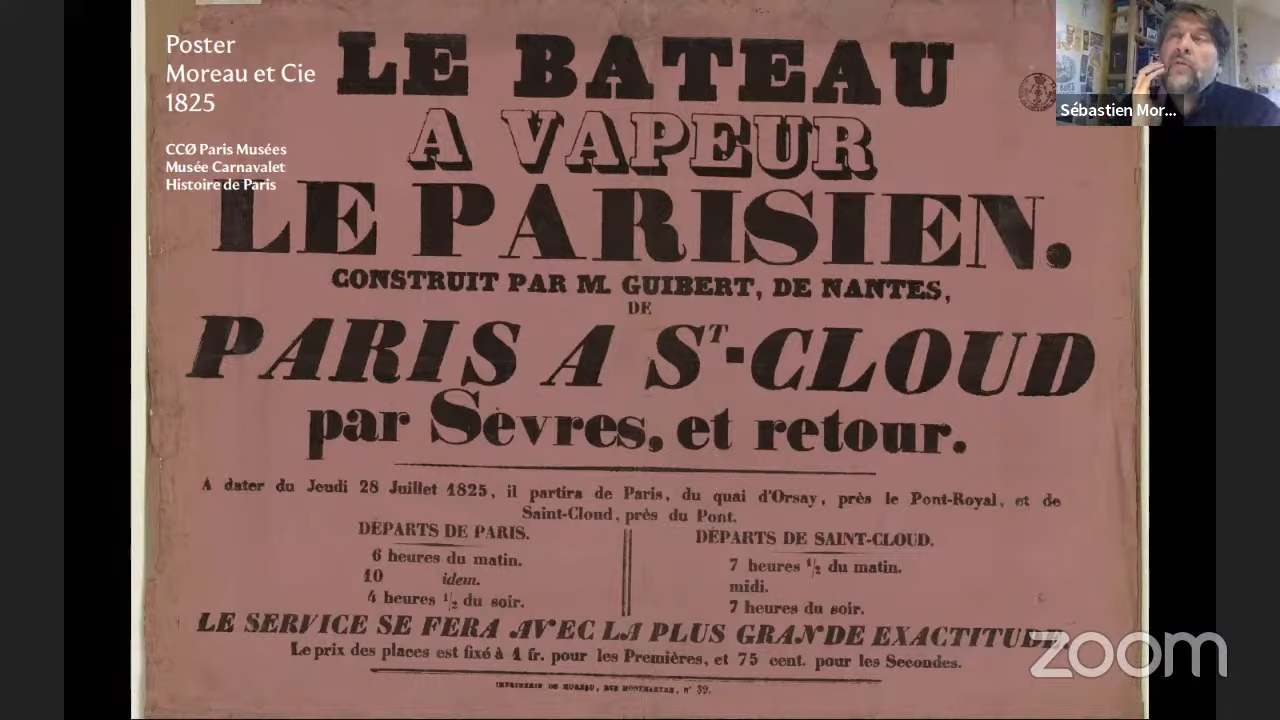 Poster
Moreau et Cie
1825
CCØ Paris Musées
Musée Carnavalet
Histoire de Paris
LE BATEAU
A VAPEUR
LE PARISIEN.
CONSTRUIT PAR M. GUIBERT, DE NANTES,
DE
PARIS A ST-CLOUD
par Sèvres, et retour.
A dater du Jeudi 28 Juillet 1825, il partira de Paris, du quai d'Orsay, près le Pont-Royal, et de
Saint-Cloud, près du Pont.
DÉPARTS DE PARIS.
6 heures du matin.
10 idem.
4 heures 1/2 du soir.
DÉPARTS DE SAINT-CLOUD.
7 heures 1/2 du matin.
midi.
7 heures du soir.
LE SERVICE SE FERA AVEC LA PLUS GRANDE EXACTITUDE.
Le prix des places est fixé à 1 fr. pour les Premières, et 75 cent. pour les Secondes.
IMPRIMERIE DE MOREAU, RUE MONTMARTRE, N° 39.
Sébastien Mor...
zoom